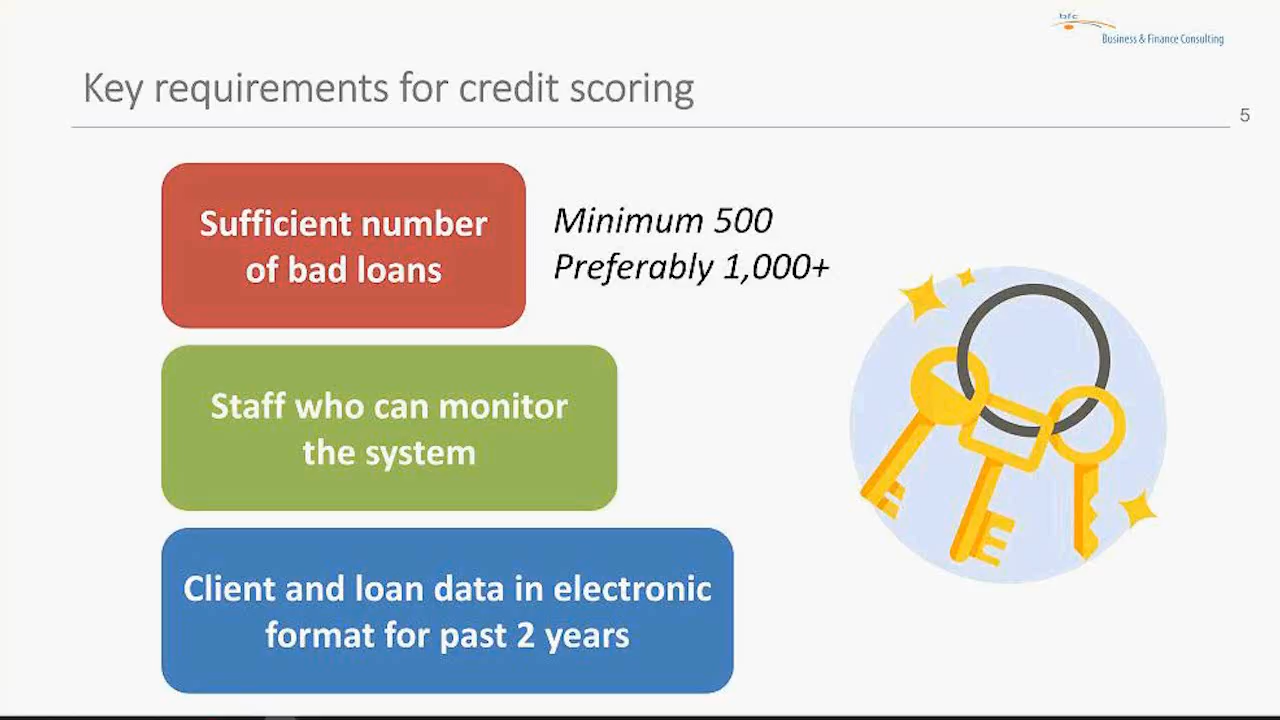 bfc
Business & Finance Consulting
Key requirements for credit scoring
5
Sufficient number
of bad loans
Minimum 500
Preferably 1,000+
Staff who can monitor
the system
Client and loan data in electronic
format for past 2 years